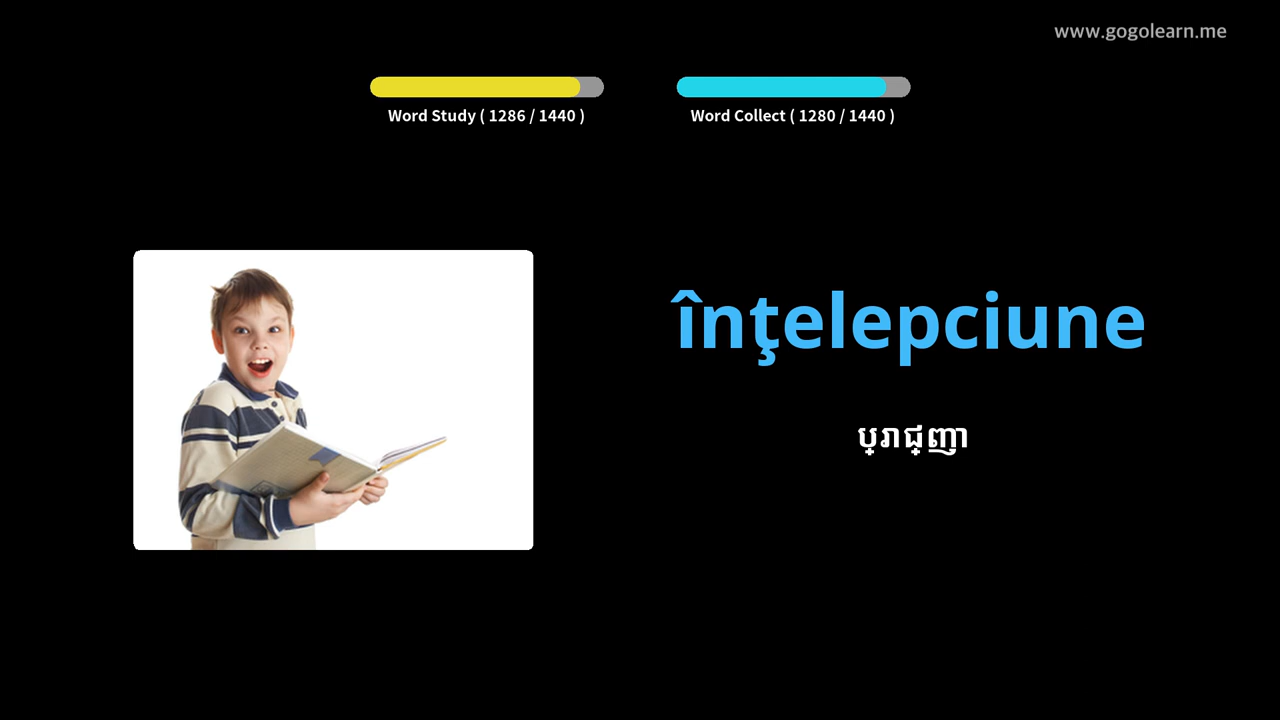 www.gogolearn.me
Word Study ( 1286 / 1440 )
Word Collect ( 1280 / 1440 )
înţelepciune
ប្រាជ្ញា